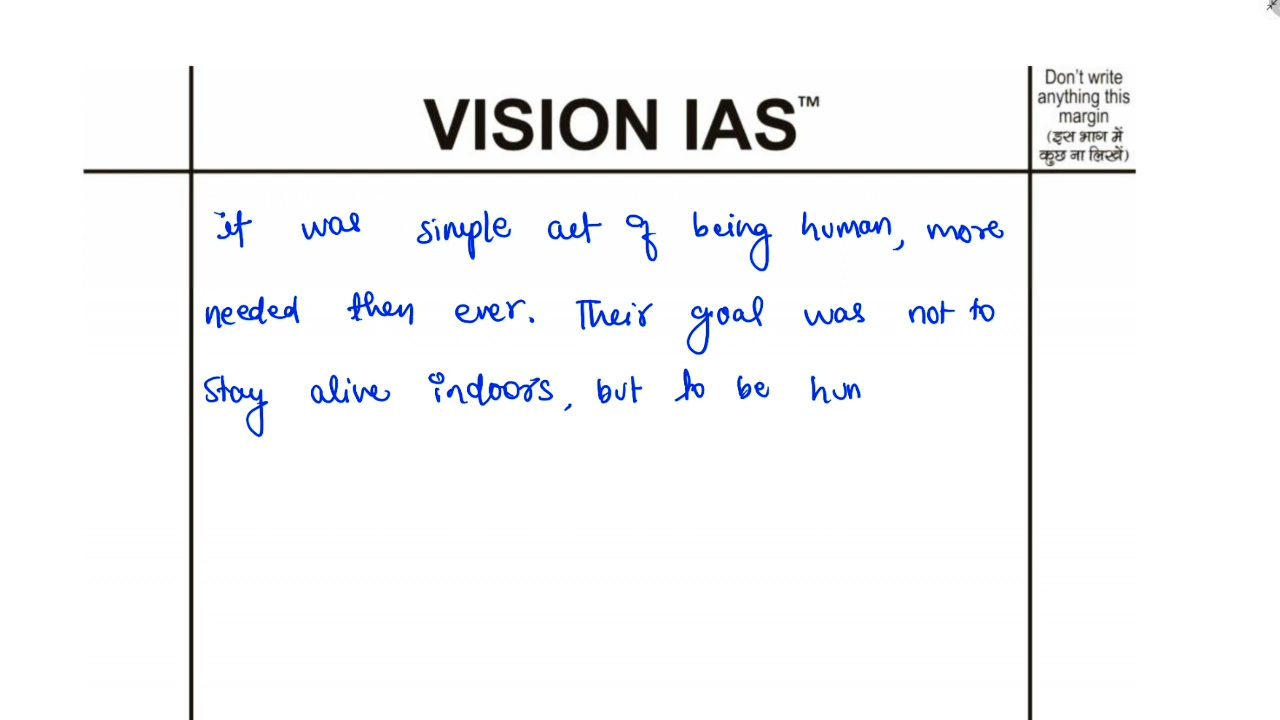 VISION IAS™
Don't write
anything this
margin
(इस भाग में
कुछ ना लिखें)
it was simple act of being human, more
needed then ever. Their goal was not to
stay alive indoors, but to be hun